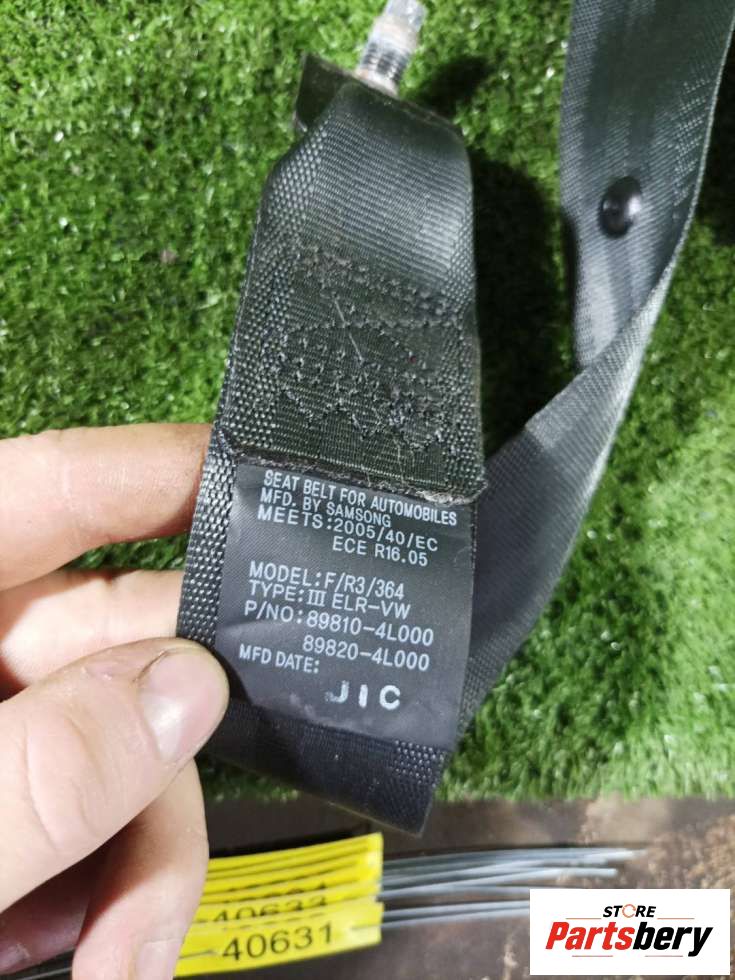 SEAT BELT FOR AUTOMOBILES
MFD. BY SAMSONG
MEETS:2005/40/EC
ECE R16.05
MODEL:F/R3/364
TYPE:Ⅲ ELR-VW
P/NO:89810-4L000
89820-4L000
MFD DATE:
JIC
40633
40631
STORE
Partsbery